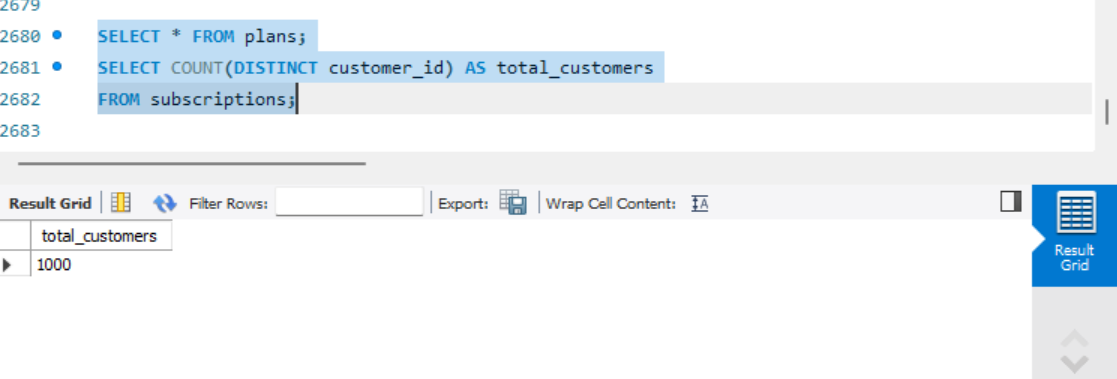 2679
2680 SELECT * FROM plans;
2681 SELECT COUNT(DISTINCT customer_id) AS total_customers
2682 FROM subscriptions;
2683
Result Grid Filter Rows: Export: Wrap Cell Content: IA
total_customers
1000
Result
Grid